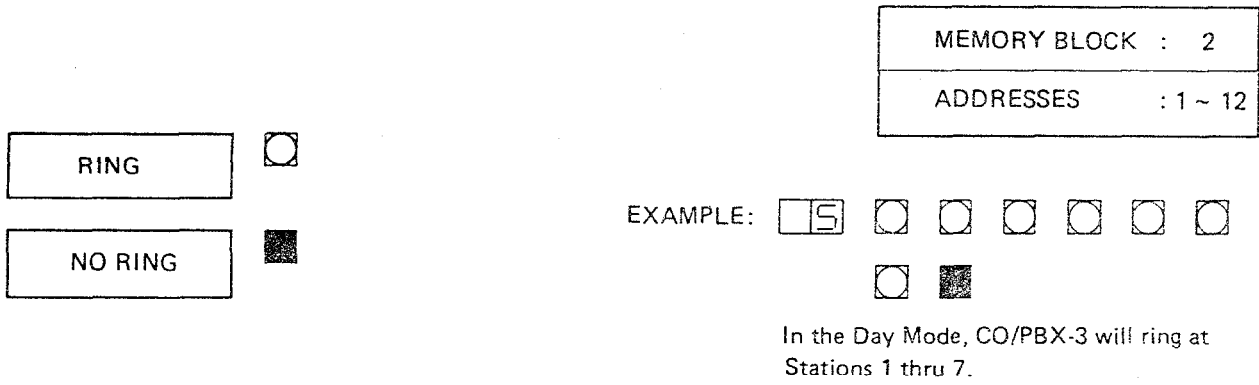 MEMORY BLOCK : 2
ADDRESSES : 1 ~ 12
RING
NO RING
EXAMPLE: 5
In the Day Mode, CO/PBX-3 will ring at
Stations 1 thru 7.